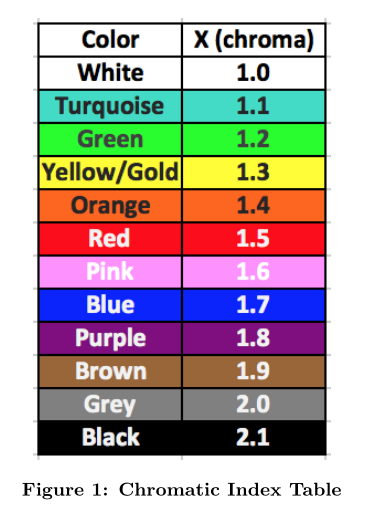 Color X (chroma)
White 1.0
Turquoise 1.1
Green 1.2
Yellow/Gold 1.3
Orange 1.4
Red 1.5
Pink 1.6
Blue 1.7
Purple 1.8
Brown 1.9
Grey 2.0
Black 2.1
Figure 1: Chromatic Index Table